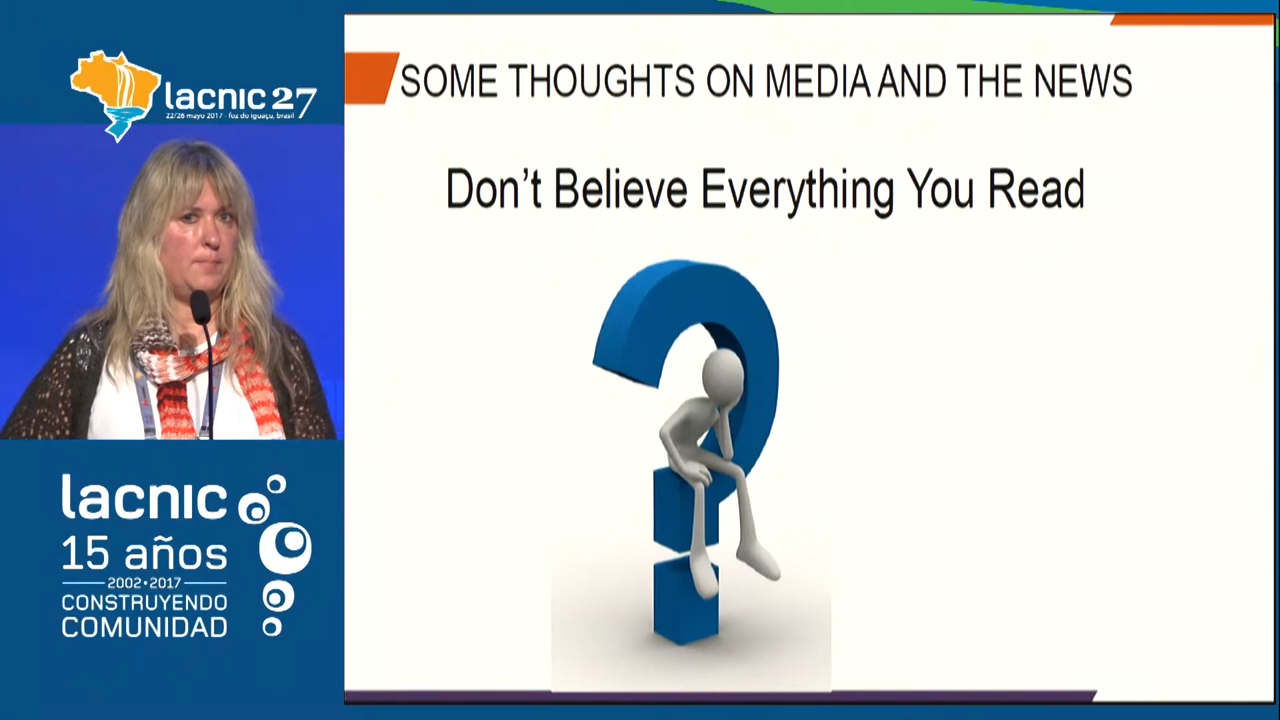 lacnic 27
22/26 mayo 2017 - foz do iguaçu, brasil
SOME THOUGHTS ON MEDIA AND THE NEWS
Don't Believe Everything You Read
lacnic
15 años
2002•2017
CONSTRUYENDO
COMUNIDAD